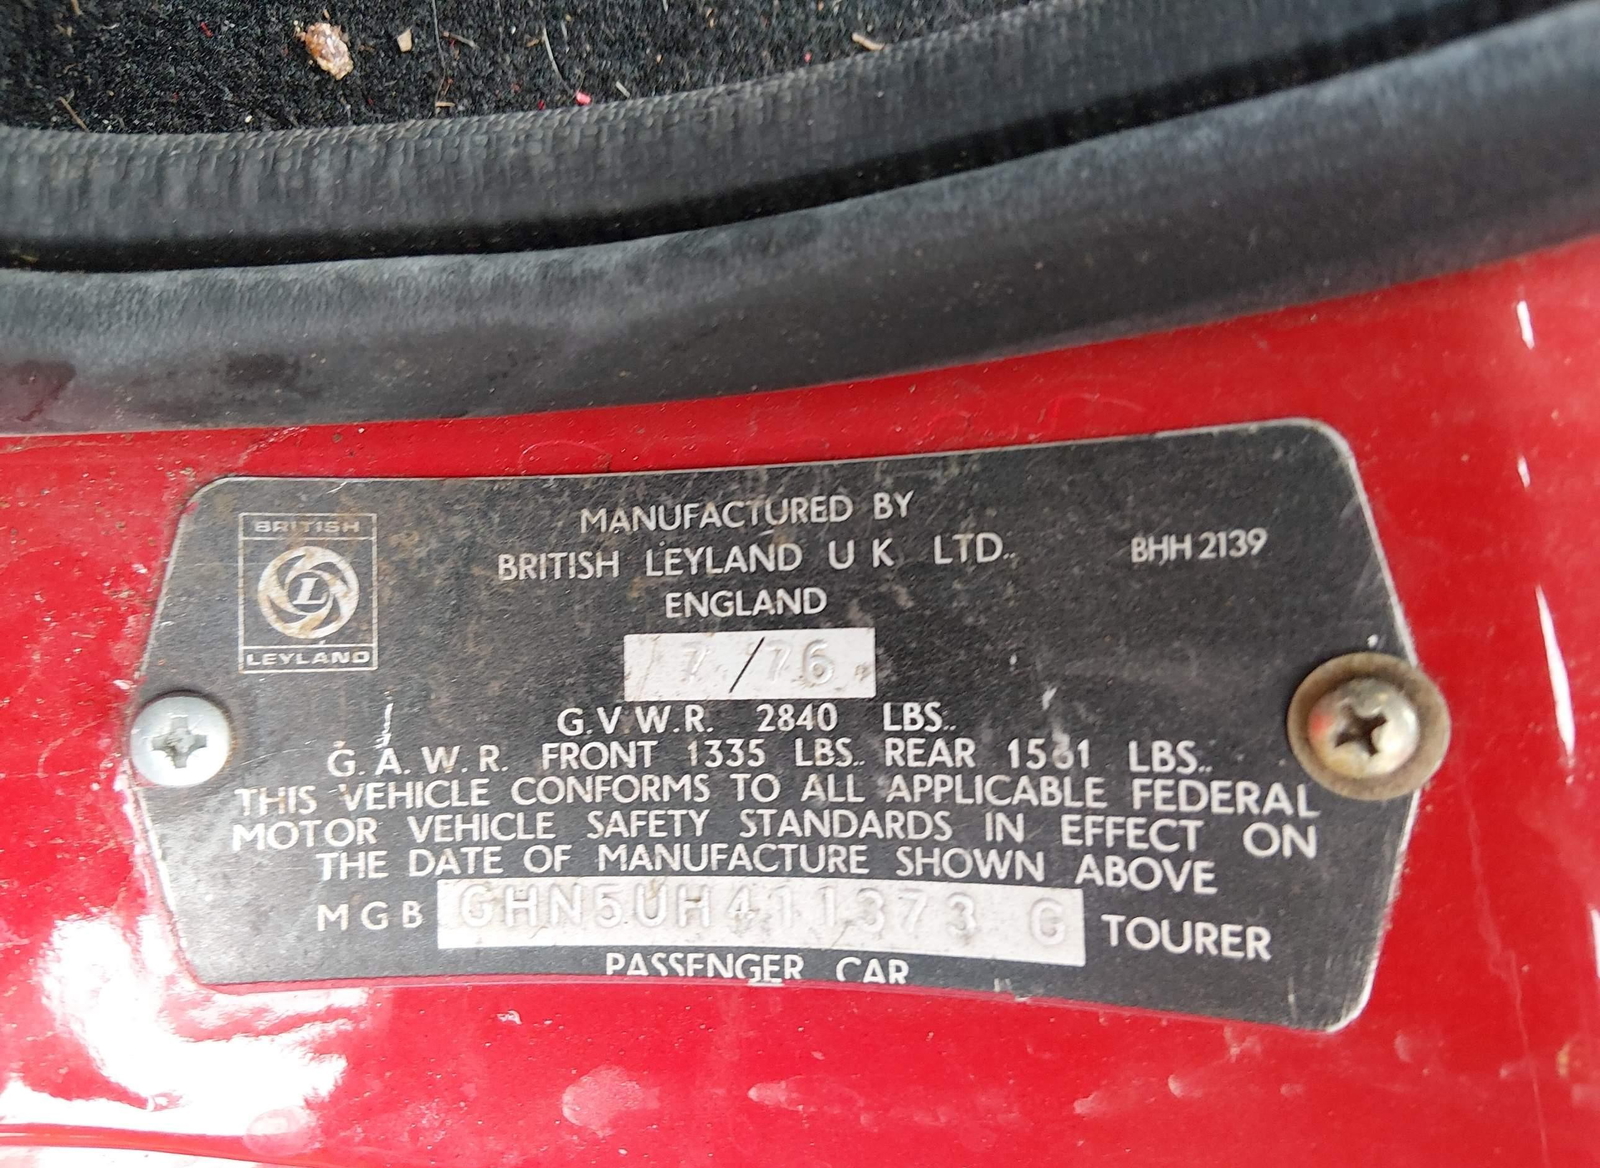 BRITISH
L
LEYLAND
MANUFACTURED BY
BRITISH LEYLAND U K LTD..
ENGLAND
BHH 2139
7/76
G.V.W.R. 2840 LBS..
G.A.W.R. FRONT 1335 LBS.. REAR 1561 LBS..
THIS VEHICLE CONFORMS TO ALL APPLICABLE FEDERAL
MOTOR VEHICLE SAFETY STANDARDS IN EFFECT ON
THE DATE OF MANUFACTURE SHOWN ABOVE
MGB GHN5UH411373 G TOURER
PASSENGER CAR